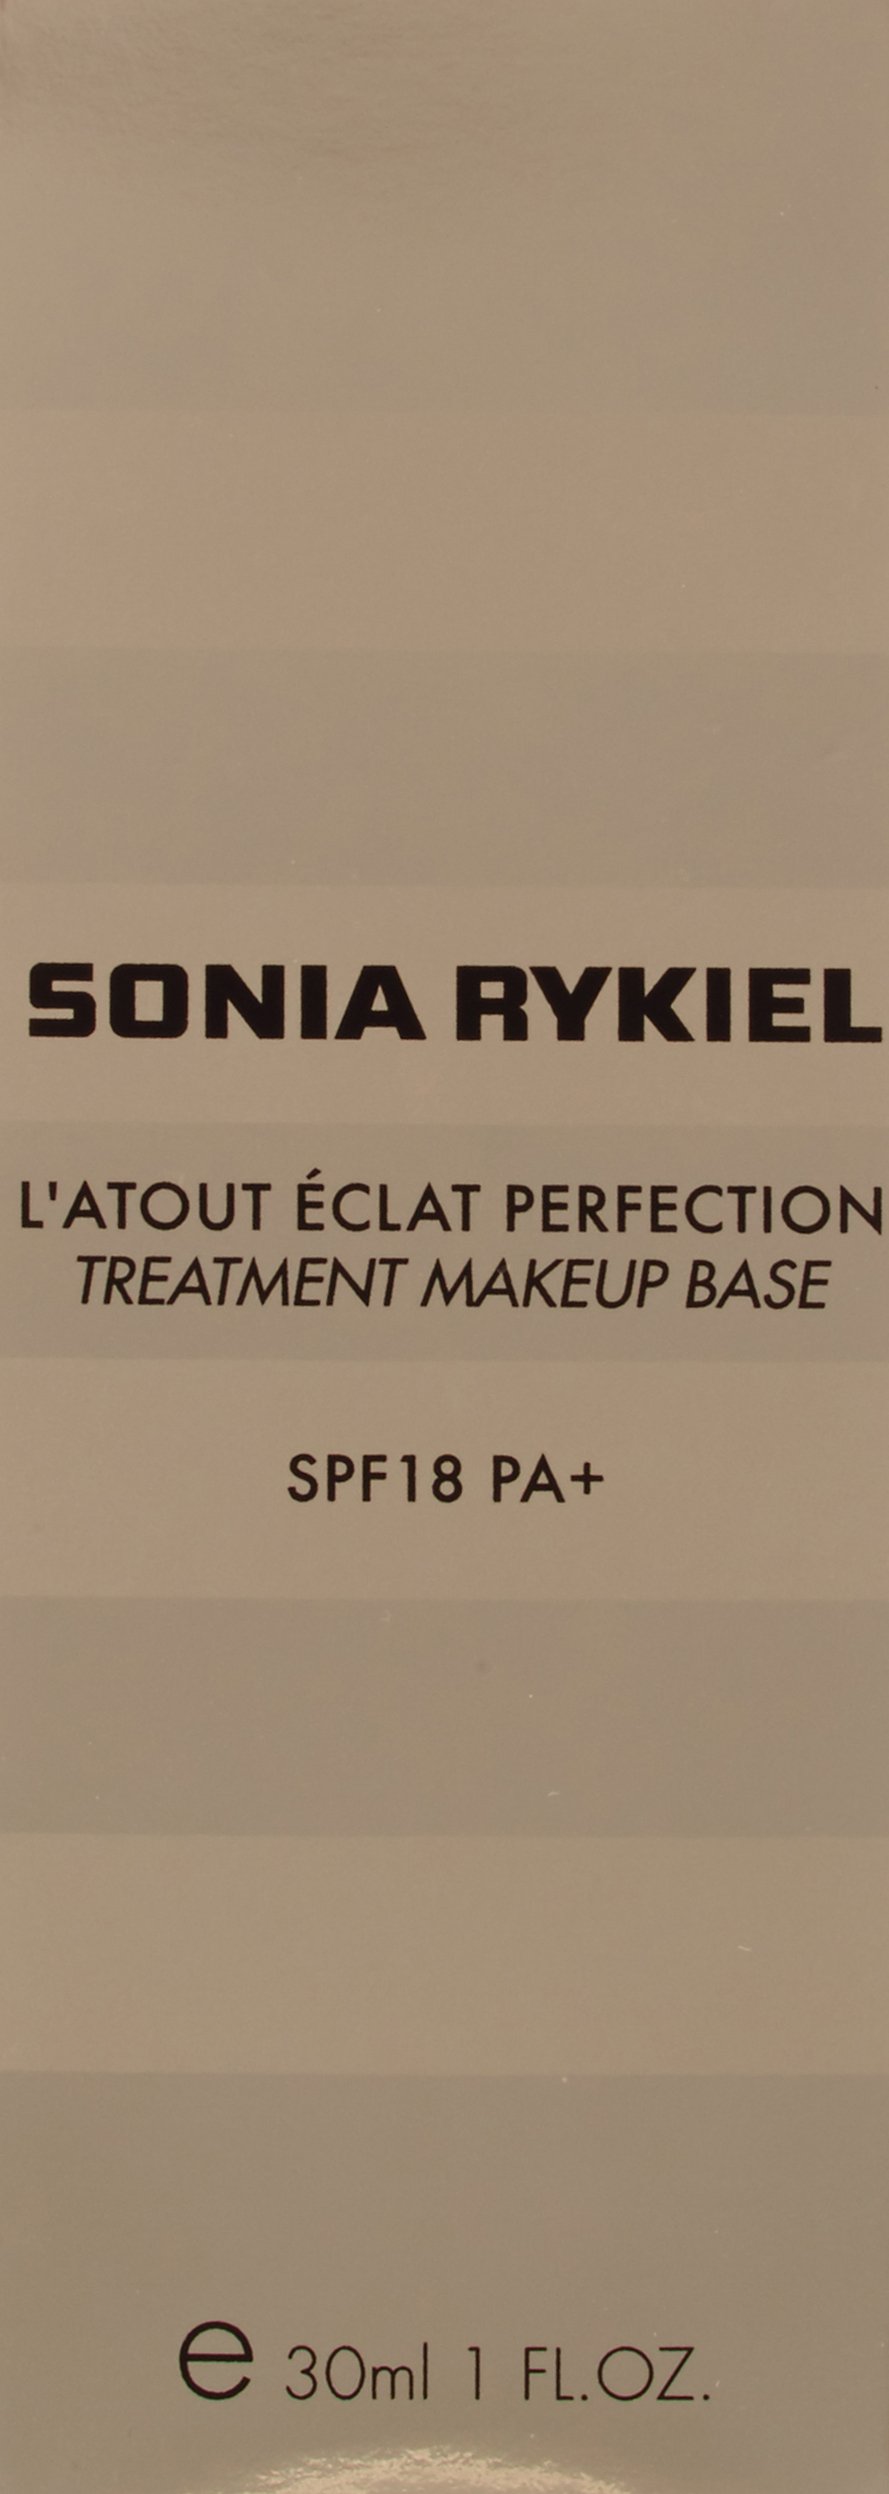 SONIA RYKIEL
L'ATOUT ÉCLAT PERFECTION
TREATMENT MAKEUP BASE
SPF18 PA+
e 30ml 1 FL.OZ.